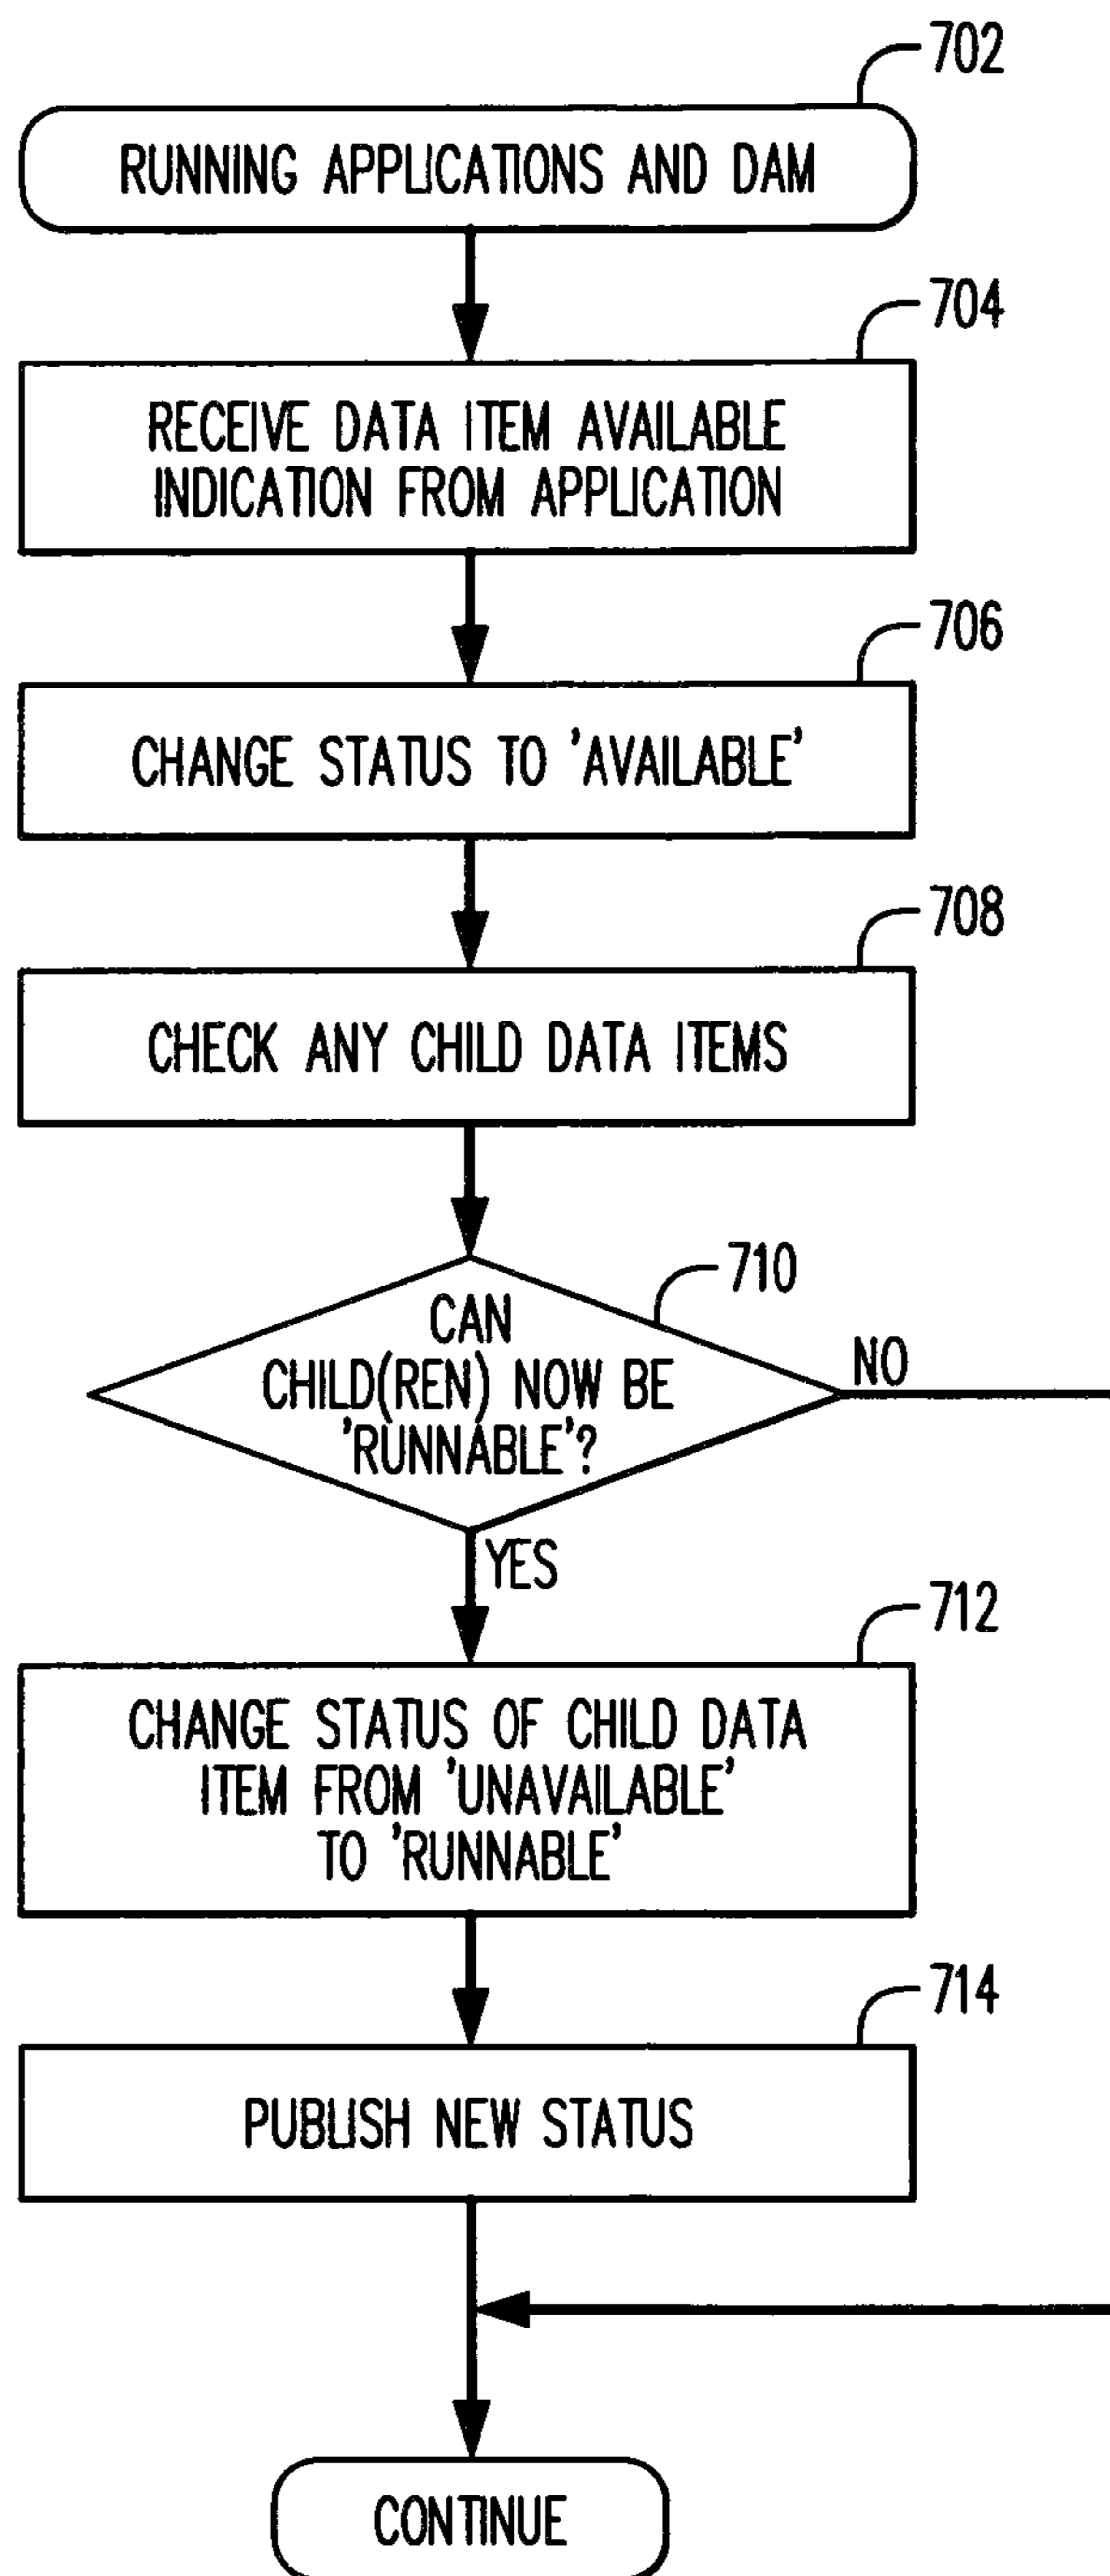 702
RUNNING APPLICATIONS AND DAM
704
RECEIVE DATA ITEM AVAILABLE
INDICATION FROM APPLICATION
706
CHANGE STATUS TO 'AVAILABLE'
708
CHECK ANY CHILD DATA ITEMS
710
CAN
CHILD(REN) NOW BE
'RUNNABLE'?
NO
YES
712
CHANGE STATUS OF CHILD DATA
ITEM FROM 'UNAVAILABLE'
TO 'RUNNABLE'
714
PUBLISH NEW STATUS
CONTINUE